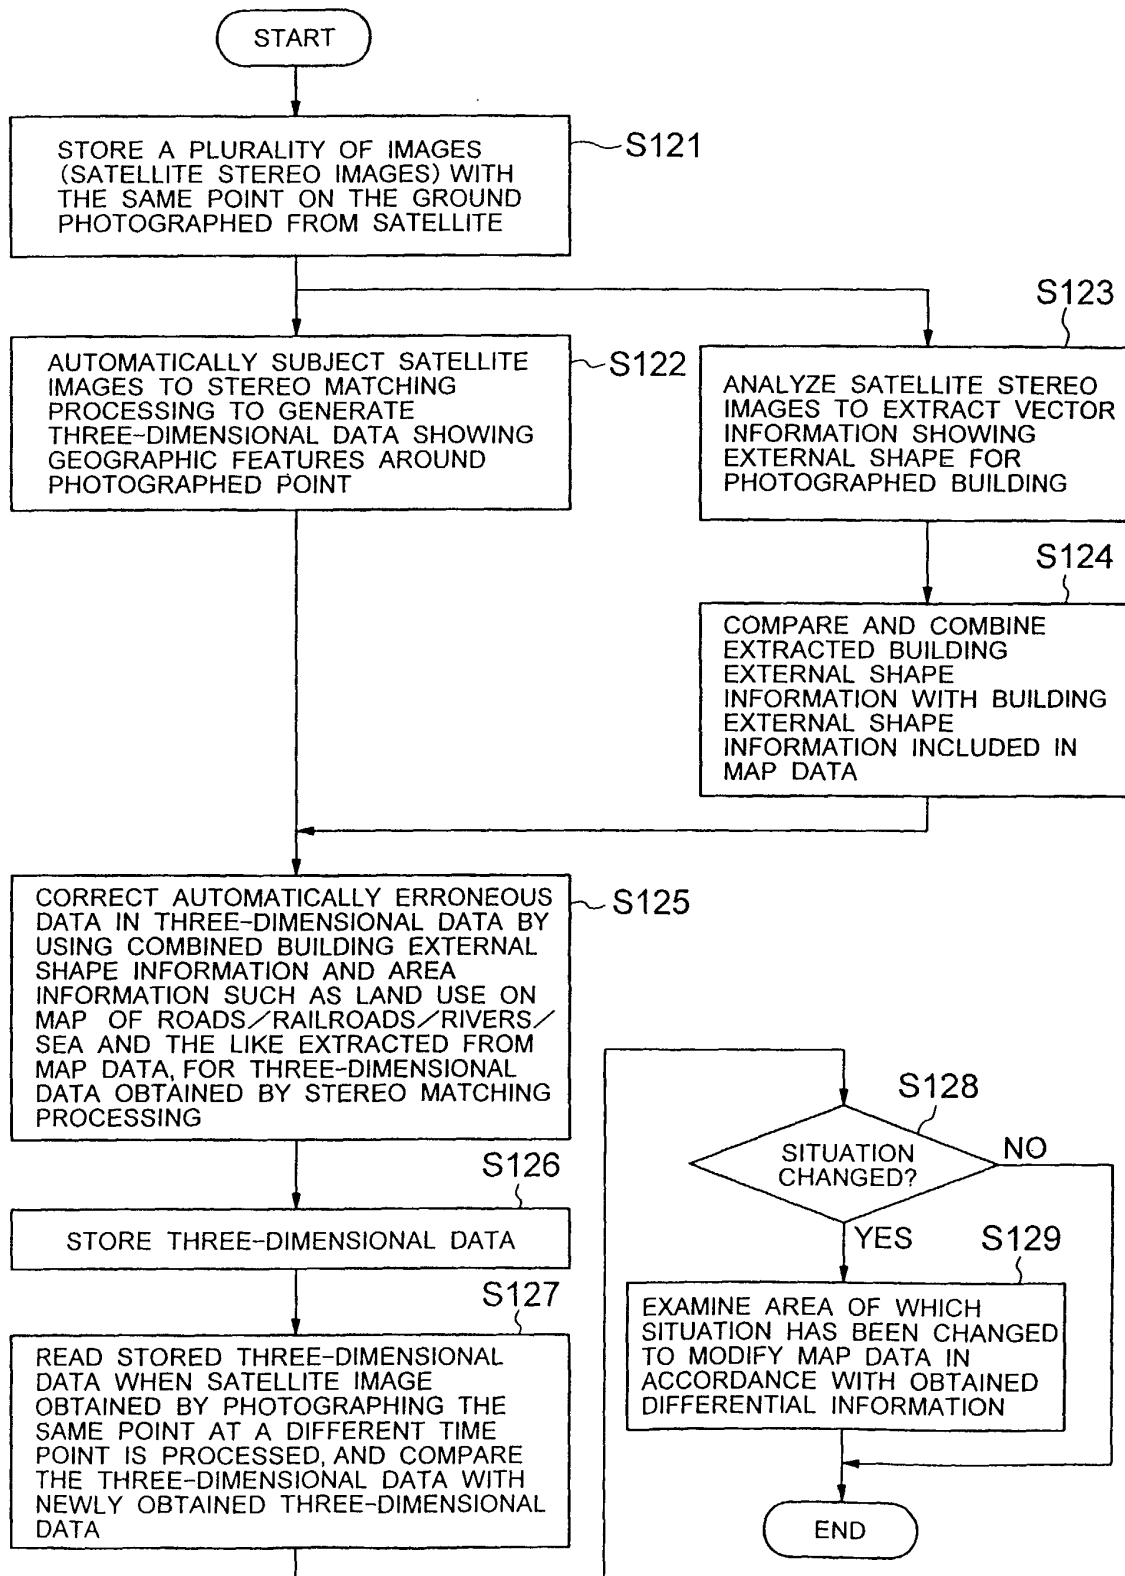 START
S121
STORE A PLURALITY OF IMAGES
(SATELLITE STEREO IMAGES) WITH
THE SAME POINT ON THE GROUND
PHOTOGRAPHED FROM SATELLITE
S122
AUTOMATICALLY SUBJECT SATELLITE
IMAGES TO STEREO MATCHING
PROCESSING TO GENERATE
THREE-DIMENSIONAL DATA SHOWING
GEOGRAPHIC FEATURES AROUND
PHOTOGRAPHED POINT
S123
ANALYZE SATELLITE STEREO
IMAGES TO EXTRACT VECTOR
INFORMATION SHOWING
EXTERNAL SHAPE FOR
PHOTOGRAPHED BUILDING
S124
COMPARE AND COMBINE
EXTRACTED BUILDING
EXTERNAL SHAPE
INFORMATION WITH BUILDING
EXTERNAL SHAPE
INFORMATION INCLUDED IN
MAP DATA
S125
CORRECT AUTOMATICALLY ERRONEOUS
DATA IN THREE-DIMENSIONAL DATA BY
USING COMBINED BUILDING EXTERNAL
SHAPE INFORMATION AND AREA
INFORMATION SUCH AS LAND USE ON
MAP OF ROADS/RAILROADS/RIVERS/
SEA AND THE LIKE EXTRACTED FROM
MAP DATA, FOR THREE-DIMENSIONAL
DATA OBTAINED BY STEREO MATCHING
PROCESSING
S126
STORE THREE-DIMENSIONAL DATA
S127
READ STORED THREE-DIMENSIONAL
DATA WHEN SATELLITE IMAGE
OBTAINED BY PHOTOGRAPHING THE
SAME POINT AT A DIFFERENT TIME
POINT IS PROCESSED, AND COMPARE
THE THREE-DIMENSIONAL DATA WITH
NEWLY OBTAINED THREE-DIMENSIONAL
DATA
S128
SITUATION
CHANGED?
NO
YES
S129
EXAMINE AREA OF WHICH
SITUATION HAS BEEN CHANGED
TO MODIFY MAP DATA IN
ACCORDANCE WITH OBTAINED
DIFFERENTIAL INFORMATION
END